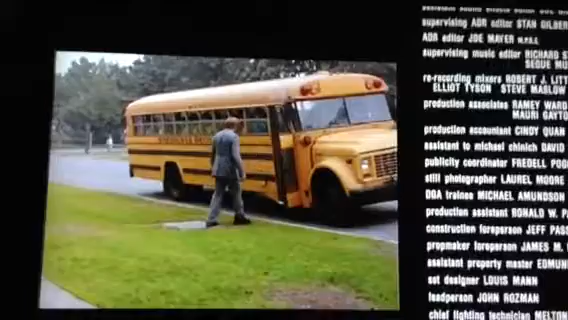 supervising ADR editor STAN GILBER
ADR editor JOE MAYER M.P.S.E.
supervising music editor RICHARD S
SEGUE MU
re-recording mixers ROBERT J. LITT
ELLIOT TYSON STEVE MASLOW
production associates RAMEY WARD
MAURI GAYTO
production accountant CINDY QUAN
assistant to michael chinich DAVID
publicity coordinator FREDELL POG
still photographer LAUREL MOORE
DGA trainee MICHAEL AMUNDSON
production assistant RONALD W. P
construction foreperson JEFF PASS
propmaker foreperson JAMES M.
assistant property master EDMUN
set designer LOUIS MANN
leadperson JOHN ROZMAN
chief lighting technician MELTON